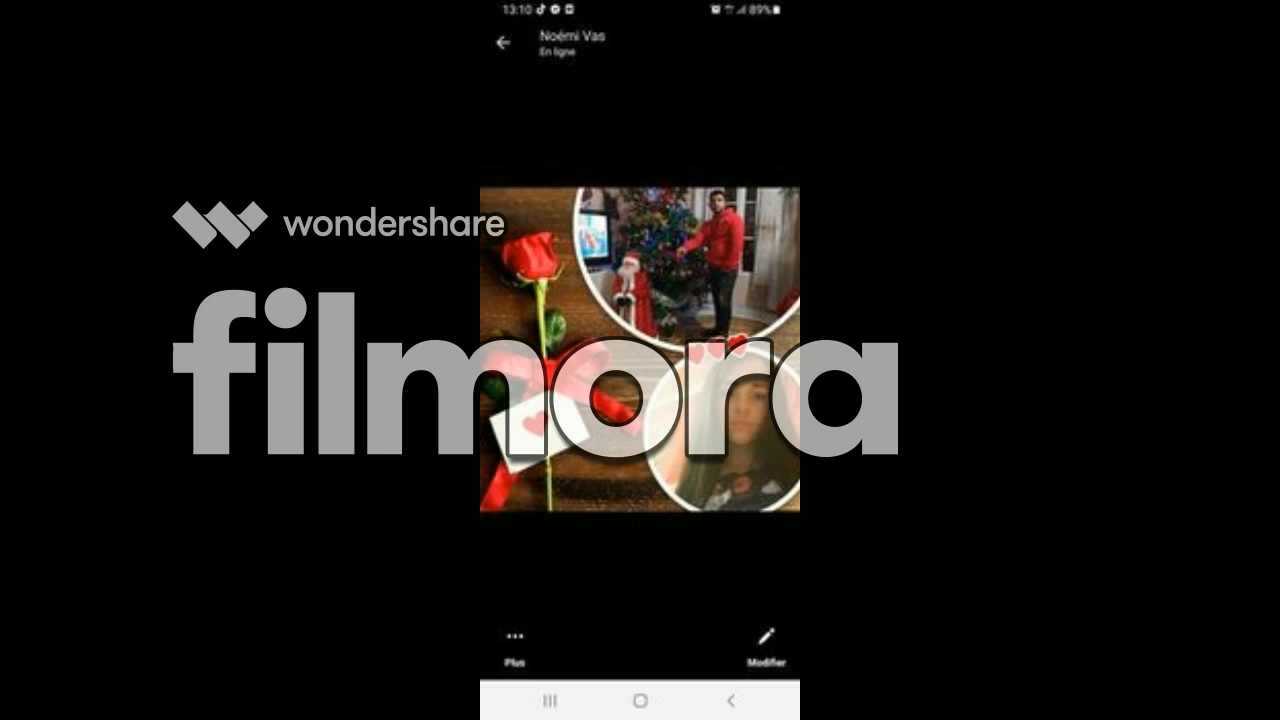 13:10
89%
Noémi Vas
En ligne
wondershare
filmora
Plus
Modifier